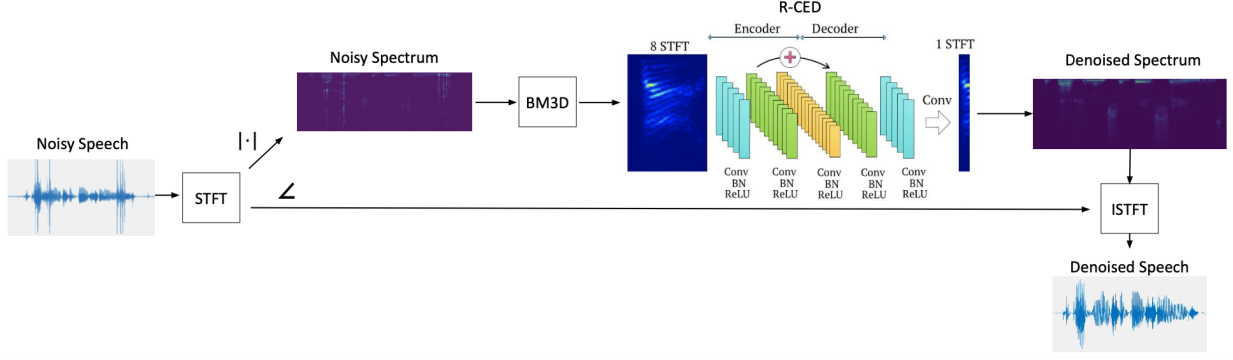 R-CED
Encoder Decoder
8 STFT
1 STFT
Noisy Spectrum
Denoised Spectrum
+
BM3D
Conv
Noisy Speech
|·|
STFT
∠
Conv BN ReLU
Conv BN ReLU
Conv BN ReLU
Conv BN ReLU
Conv BN ReLU
ISTFT
Denoised Speech